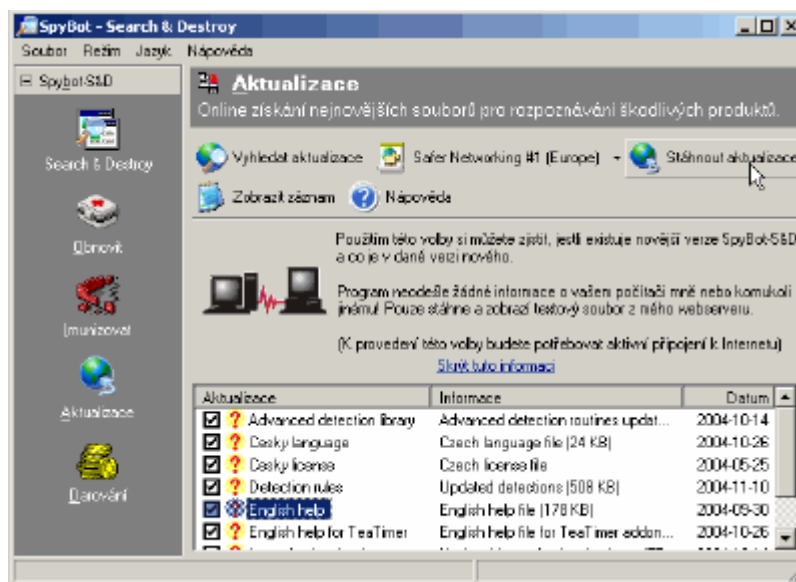 SpyBot - Search & Destroy
Soubor Režim Jazyk Nápověda
Spybot-S&D
Search & Destroy
Obnovit
Imunizovat
Aktualizace
Darování
Aktualizace
Online získání nejnovějších souborů pro rozpoznávání škodlivých produktů.
Vyhledat aktualizace Safer Networking #1 (Europe) Stáhnout aktualizace
Zobrazit záznam Nápověda
Použitím této volby si můžete zjistit, jestli existuje novější verze SpyBot-S&D
a co je v dané verzi nového.
Program neodešle žádné informace o vašem počítači mně nebo komukoli
jinému! Pouze stáhne a zobrazí textový soubor z mého webserveru.
(K provedení této volby budete potřebovat aktivní připojení k Internetu)
Skrýt tuto informaci
Aktualizace Informace Datum
Advanced detection library Advanced detection routines updat... 2004-10-14
Cesky language Czech language file (24 KB) 2004-10-26
Cesky license Czech license file 2004-05-25
Detection rules Updated detections (508 KB) 2004-11-10
English help English help file (178 KB) 2004-09-30
English help for TeaTimer English help file for TeaTimer addon... 2004-10-26